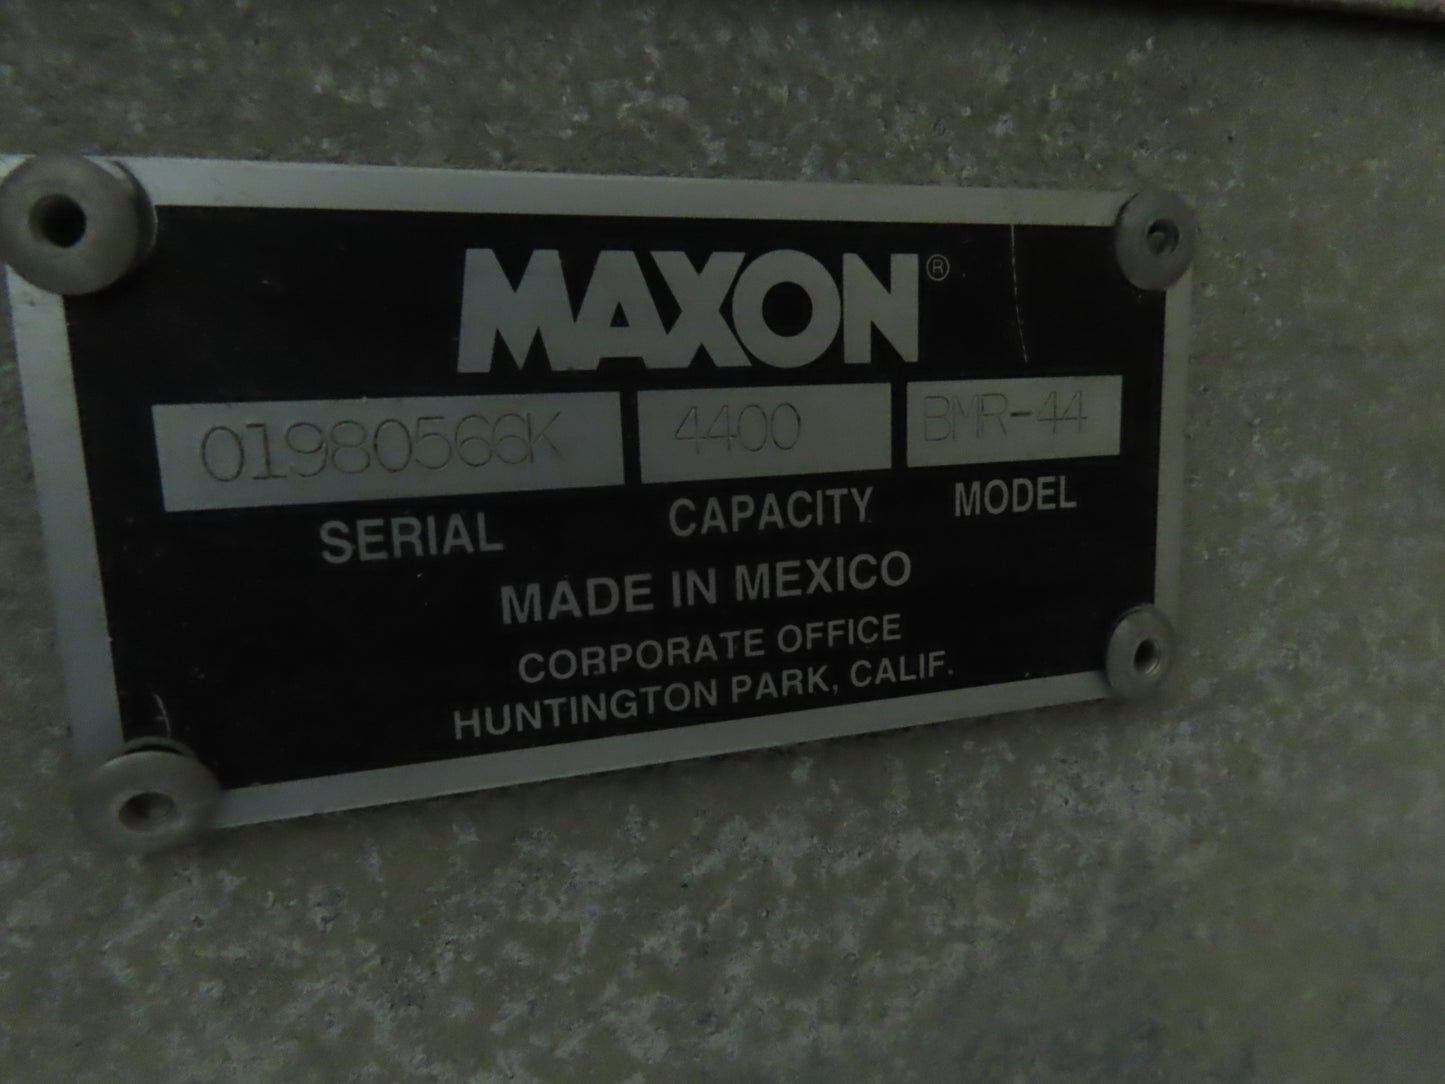 MAXON®
01980566K 4400 BMR-44
SERIAL CAPACITY MODEL
MADE IN MEXICO
CORPORATE OFFICE
HUNTINGTON PARK, CALIF.